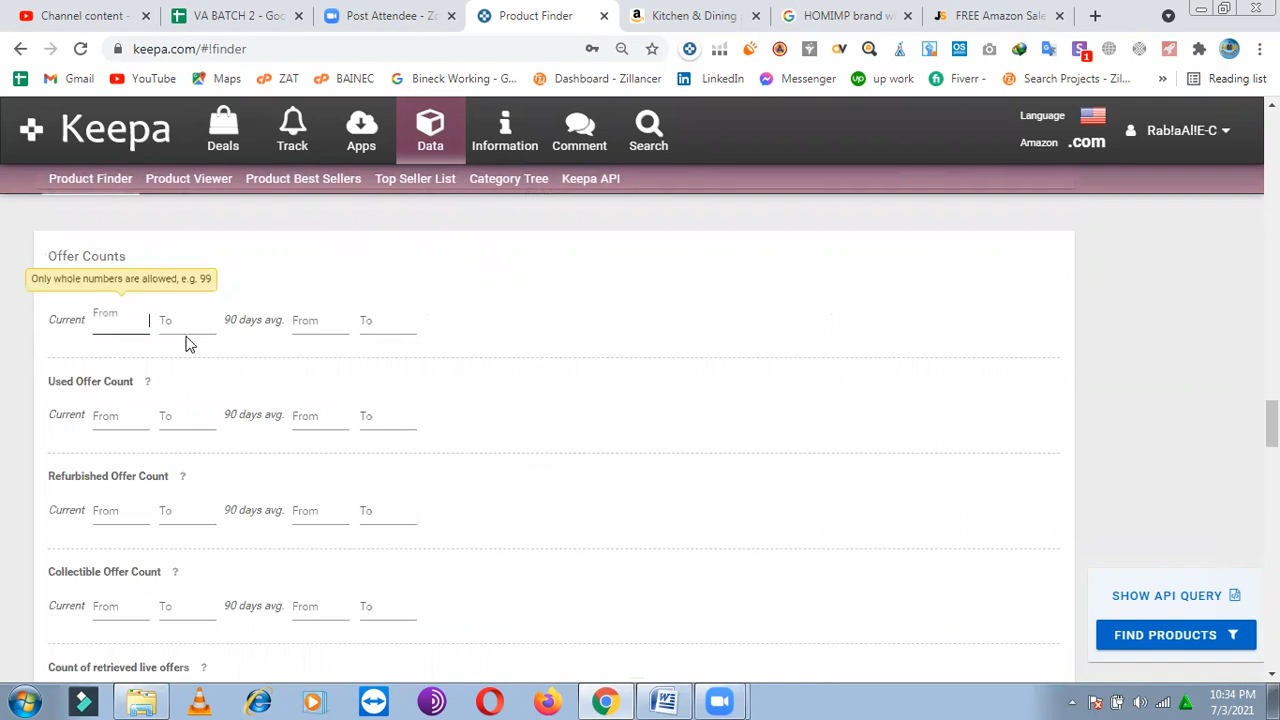 Channel content -
VA BATCH 2 - Goo
Post Attendee - Zo
Product Finder
Kitchen & Dining
HOMIMP brand w
FREE Amazon Sale
keepa.com/#!finder
Gmail
YouTube
Maps
ZAT
BAINEC
Bineck Working - G...
Dashboard - Zillancer
LinkedIn
Messenger
up work
Fiverr -
Search Projects - Zil...
Reading list
Keepa
Deals
Track
Apps
Data
Information
Comment
Search
Language
Amazon .com
Rab!aAl!E-C
Product Finder
Product Viewer
Product Best Sellers
Top Seller List
Category Tree
Keepa API
Offer Counts
Only whole numbers are allowed, e.g. 99
Current From To 90 days avg. From To
Used Offer Count ?
Current From To 90 days avg. From To
Refurbished Offer Count ?
Current From To 90 days avg. From To
Collectible Offer Count ?
Current From To 90 days avg. From To
Count of retrieved live offers ?
SHOW API QUERY
FIND PRODUCTS
10:34 PM
7/3/2021